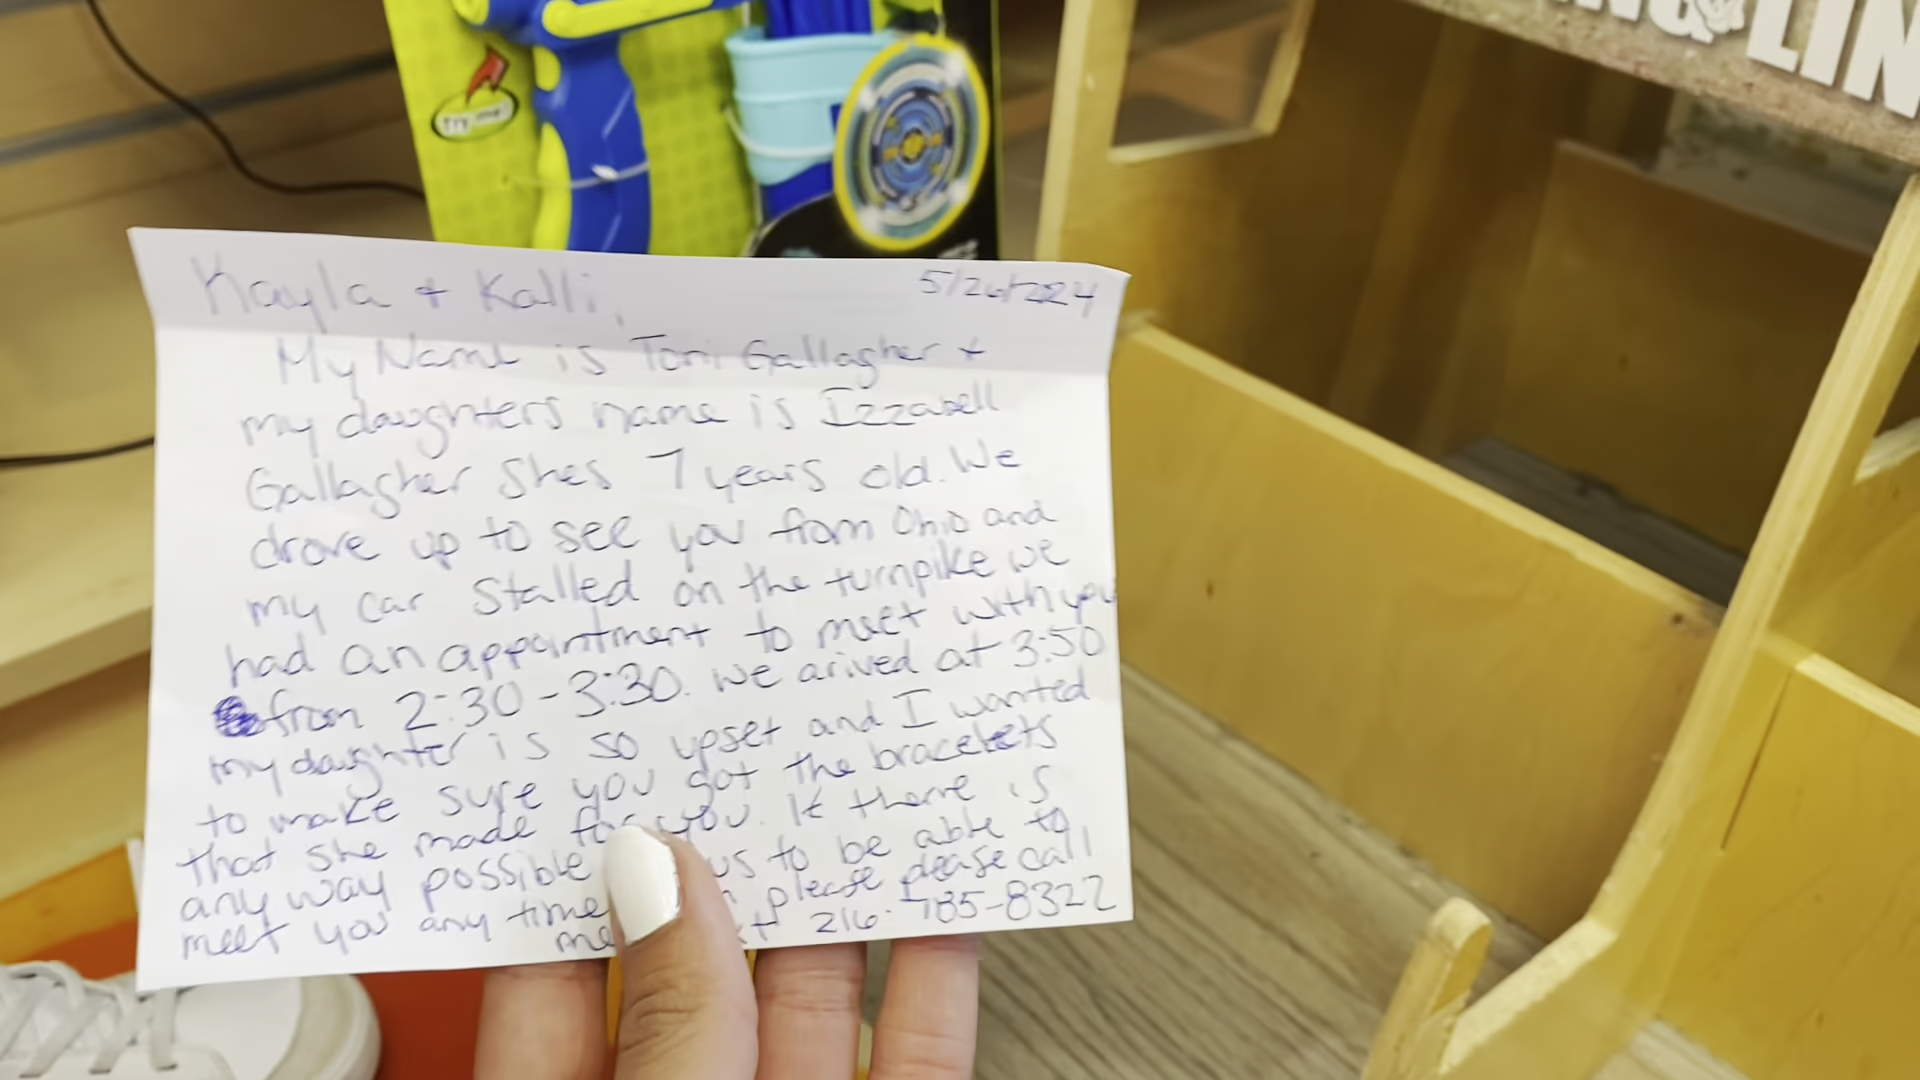 Try me!
& LIN
Kayla + Kalli,
5/26/2024
My Name is Tori Gallagher +
my daughters name is Izzabell
Gallagher Shes 7 years old. We
drove up to see you from Ohio and
my car stalled on the turnpike we
had an appointment to meet with you
from 2:30-3:30. we arived at 3:50
my daughter is so upset and I wanted
to make sure you got the bracelets
that she made for you. If there is
any way possible us to be able to
meet you any time please please call
me 216-785-8322